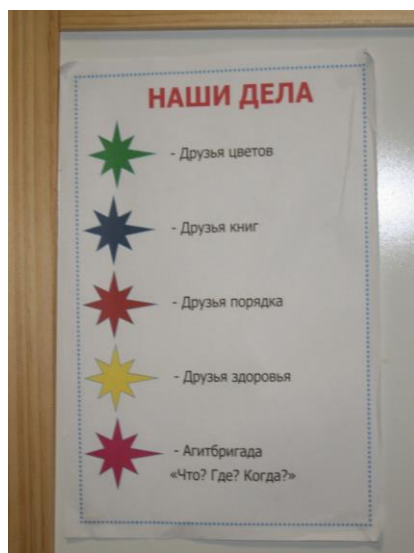 НАШИ ДЕЛА
- Друзья цветов
- Друзья книг
- Друзья порядка
- Друзья здоровья
- Агитбригада
«Что? Где? Когда?»